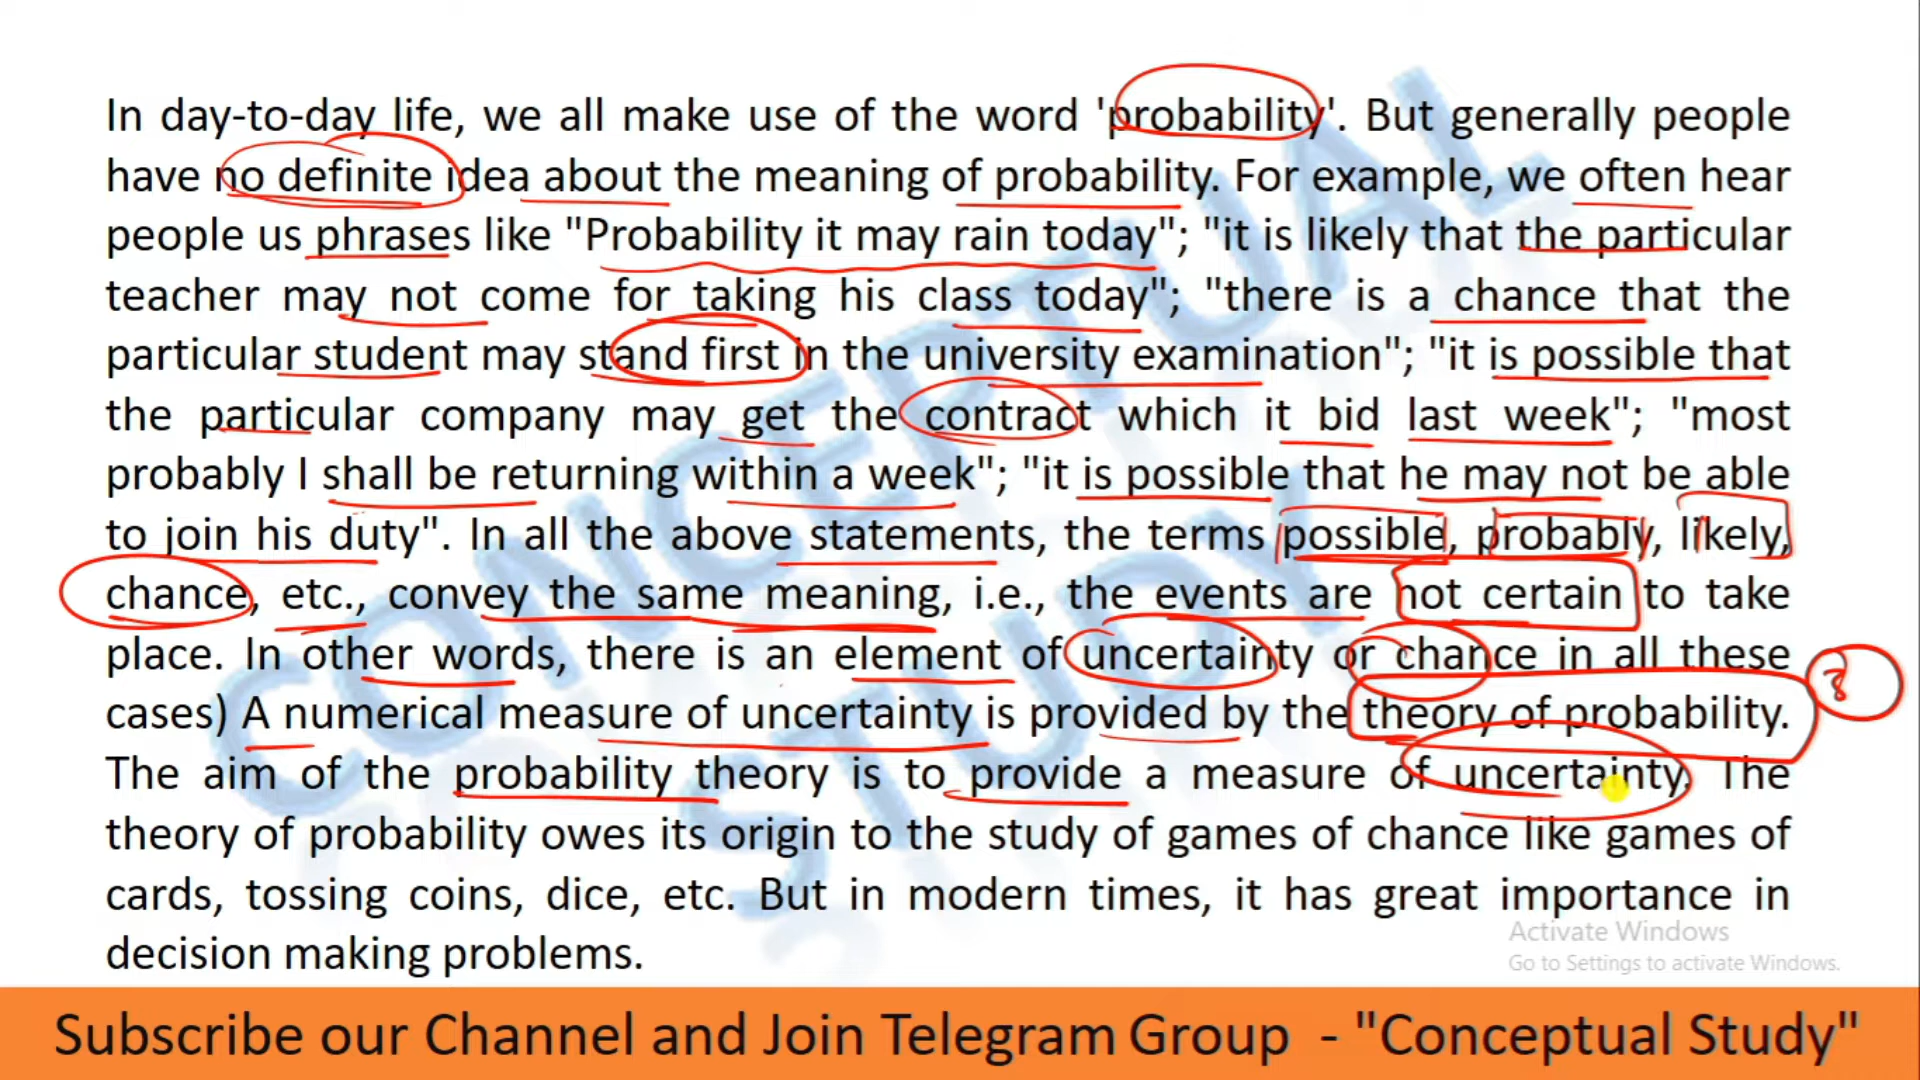 In day-to-day life, we all make use of the word 'probability'. But generally people
have no definite idea about the meaning of probability. For example, we often hear
people us phrases like "Probability it may rain today"; "it is likely that the particular
teacher may not come for taking his class today"; "there is a chance that the
particular student may stand first in the university examination"; "it is possible that
the particular company may get the contract which it bid last week"; "most
probably I shall be returning within a week"; "it is possible that he may not be able
to join his duty". In all the above statements, the terms possible, probably, likely,
chance, etc., convey the same meaning, i.e., the events are not certain to take
place. In other words, there is an element of uncertainty or chance in all these
cases) A numerical measure of uncertainty is provided by the theory of probability.
The aim of the probability theory is to provide a measure of uncertainty. The
theory of probability owes its origin to the study of games of chance like games of
cards, tossing coins, dice, etc. But in modern times, it has great importance in
decision making problems.
CONCEPTUAL
STUDY
Activate Windows
Go to Settings to activate Windows.
Subscribe our Channel and Join Telegram Group - "Conceptual Study"